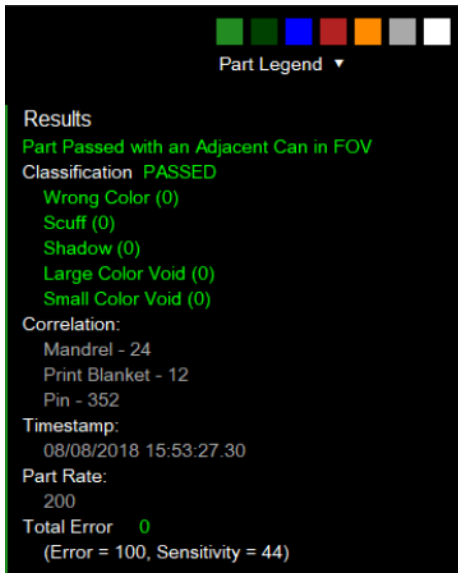 Part Legend ▼
Results
Part Passed with an Adjacent Can in FOV
Classification PASSED
Wrong Color (0)
Scuff (0)
Shadow (0)
Large Color Void (0)
Small Color Void (0)
Correlation:
Mandrel - 24
Print Blanket - 12
Pin - 352
Timestamp:
08/08/2018 15:53:27.30
Part Rate:
200
Total Error 0
(Error = 100, Sensitivity = 44)